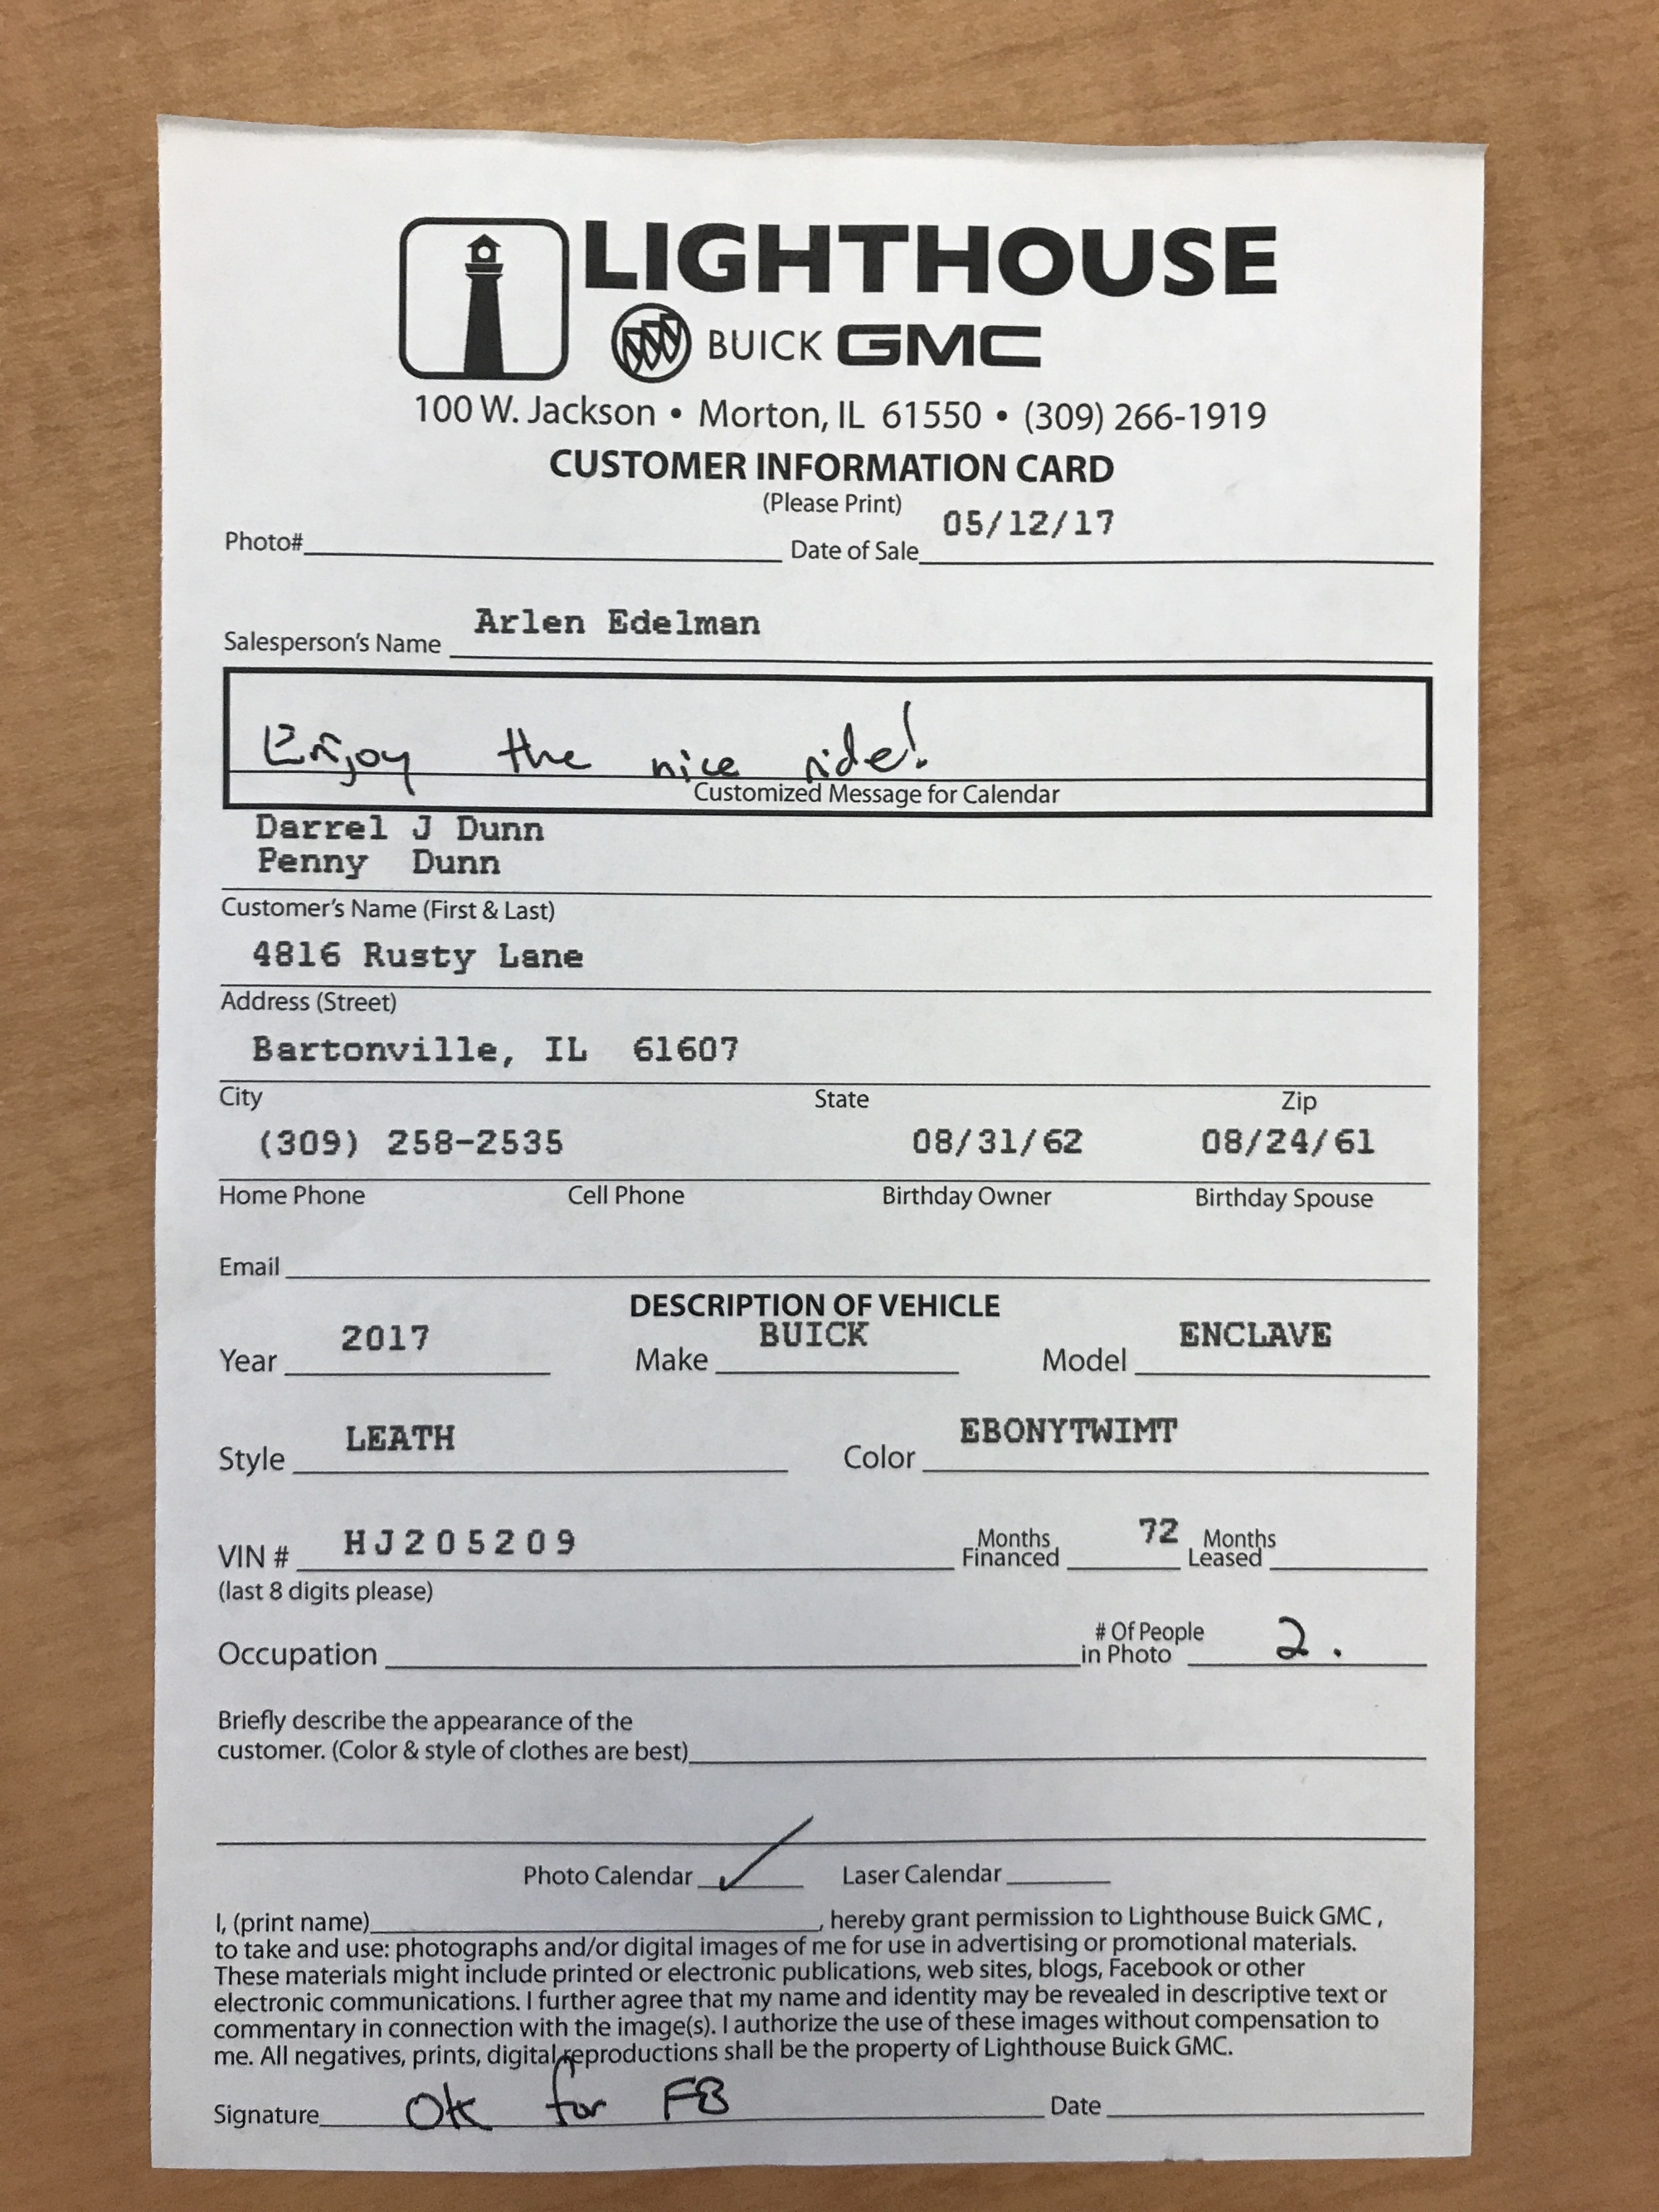 LIGHTHOUSE
BUICK GMC
100 W. Jackson • Morton, IL 61550 • (309) 266-1919
CUSTOMER INFORMATION CARD
(Please Print)
Photo# Date of Sale 05/12/17
Salesperson's Name Arlen Edelman
Enjoy the nice ride!
Customized Message for Calendar
Darrel J Dunn
Penny Dunn
Customer's Name (First & Last)
4816 Rusty Lane
Address (Street)
Bartonville, IL 61607
City State Zip
(309) 258-2535 08/31/62 08/24/61
Home Phone Cell Phone Birthday Owner Birthday Spouse
Email
DESCRIPTION OF VEHICLE
Year 2017 Make BUICK Model ENCLAVE
Style LEATH Color EBONYTWIMT
VIN # HJ205209 Months Financed 72 Months Leased
(last 8 digits please)
Occupation # Of People in Photo 2.
Briefly describe the appearance of the
customer. (Color & style of clothes are best)
Photo Calendar ✓ Laser Calendar
I, (print name), hereby grant permission to Lighthouse Buick GMC ,
to take and use: photographs and/or digital images of me for use in advertising or promotional materials.
These materials might include printed or electronic publications, web sites, blogs, Facebook or other
electronic communications. I further agree that my name and identity may be revealed in descriptive text or
commentary in connection with the image(s). I authorize the use of these images without compensation to
me. All negatives, prints, digital reproductions shall be the property of Lighthouse Buick GMC.
Signature OK for FB Date